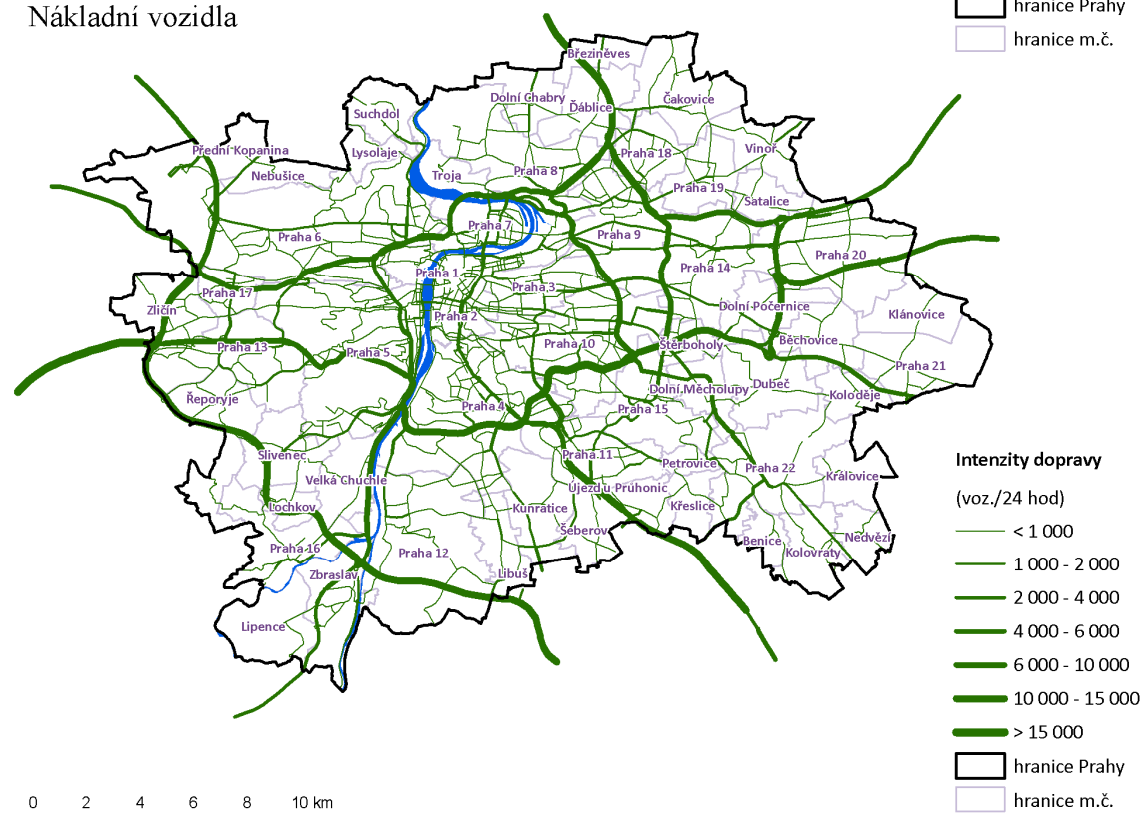 Nákladní vozidla
hranice Prahy
hranice m.č.
Březiněves
Dolní Chabry
Ďáblice
Čakovice
Suchdol
Přední Kopanina
Lysolaje
Praha 18
Vinoř
Nebušice
Troja
Praha 8
Praha 19
Satalice
Praha 6
Praha 7
Praha 9
Praha 20
Praha 1
Praha 14
Praha 17
Praha 3
Zličín
Praha 2
Dolní Počernice
Klánovice
Praha 13
Praha 5
Praha 10
Štěrboholy
Běchovice
Praha 21
Řeporyje
Dolní Měcholupy
Dubeč
Koloděje
Praha 4
Praha 15
Slivenec
Praha 11
Petrovice
Praha 22
Královice
Velká Chuchle
Újezd u Průhonic
Lochkov
Kunratice
Křeslice
Šeberov
Praha 16
Praha 12
Benice
Kolovraty
Nedvězí
Zbraslav
Libuš
Lipence
Intenzity dopravy
(voz./24 hod)
< 1 000
1 000 - 2 000
2 000 - 4 000
4 000 - 6 000
6 000 - 10 000
10 000 - 15 000
> 15 000
hranice Prahy
hranice m.č.
0 2 4 6 8 10 km